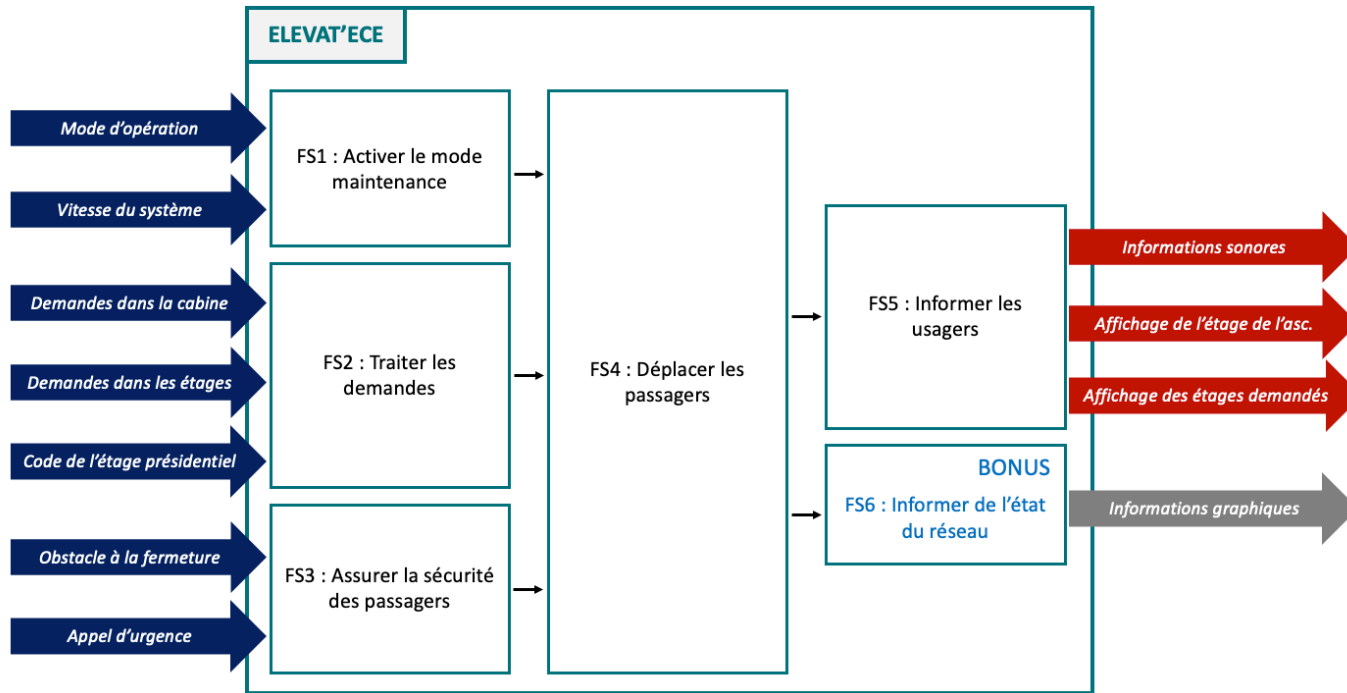 ELEVAT'ECE
Mode d'opération
Vitesse du système
Demandes dans la cabine
Demandes dans les étages
Code de l'étage présidentiel
Obstacle à la fermeture
Appel d'urgence
FS1 : Activer le mode
maintenance
FS2 : Traiter les
demandes
FS3 : Assurer la sécurité
des passagers
FS4 : Déplacer les
passagers
FS5 : Informer les
usagers
BONUS
FS6 : Informer de l'état
du réseau
Informations sonores
Affichage de l'étage de l'asc.
Affichage des étages demandés
Informations graphiques